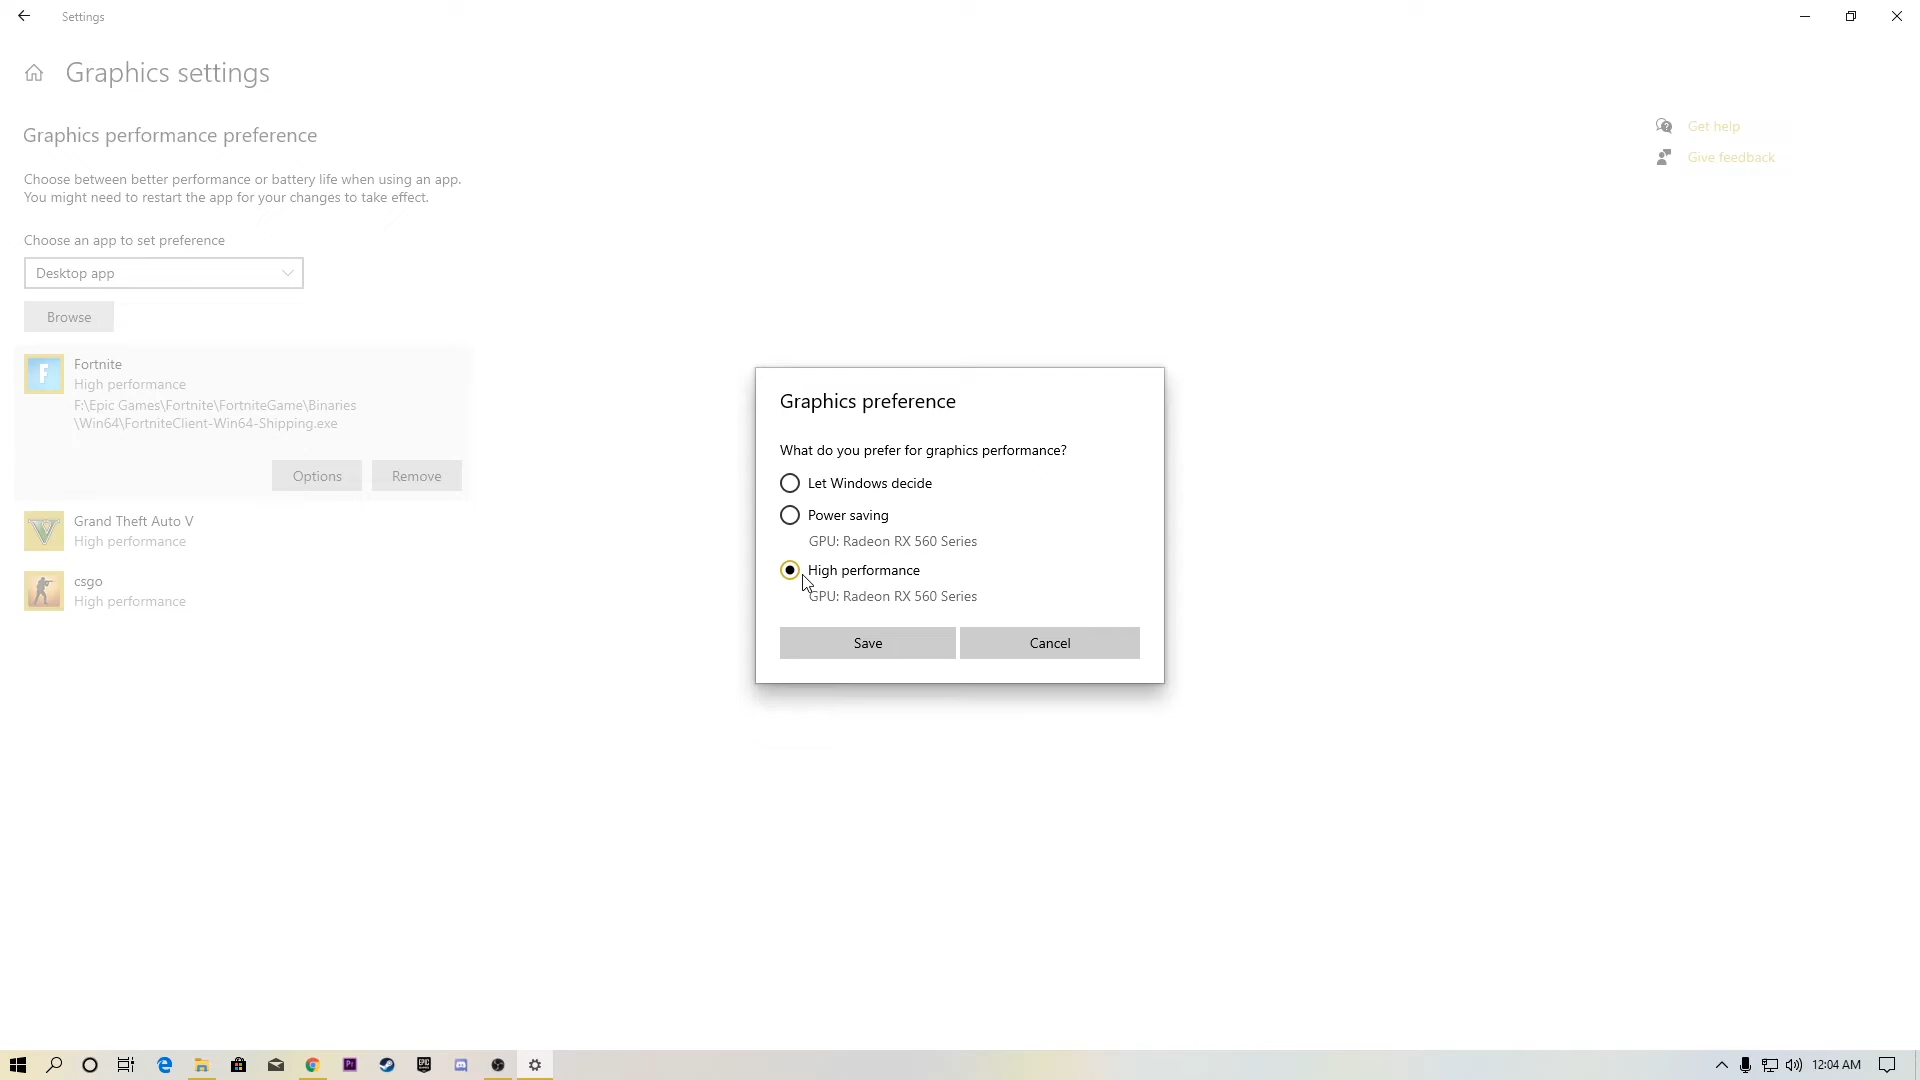 Settings
Graphics settings
Graphics performance preference
Choose between better performance or battery life when using an app.
You might need to restart the app for your changes to take effect.
Choose an app to set preference
Desktop app
Browse
F
Fortnite
High performance
F:\Epic Games\Fortnite\FortniteGame\Binaries
\Win64\FortniteClient-Win64-Shipping.exe
Options
Remove
V
Grand Theft Auto V
High performance
csgo
High performance
Get help
Give feedback
Graphics preference
What do you prefer for graphics performance?
Let Windows decide
Power saving
GPU: Radeon RX 560 Series
High performance
GPU: Radeon RX 560 Series
Save
Cancel
Pr
EPIC
GAMES
12:04 AM